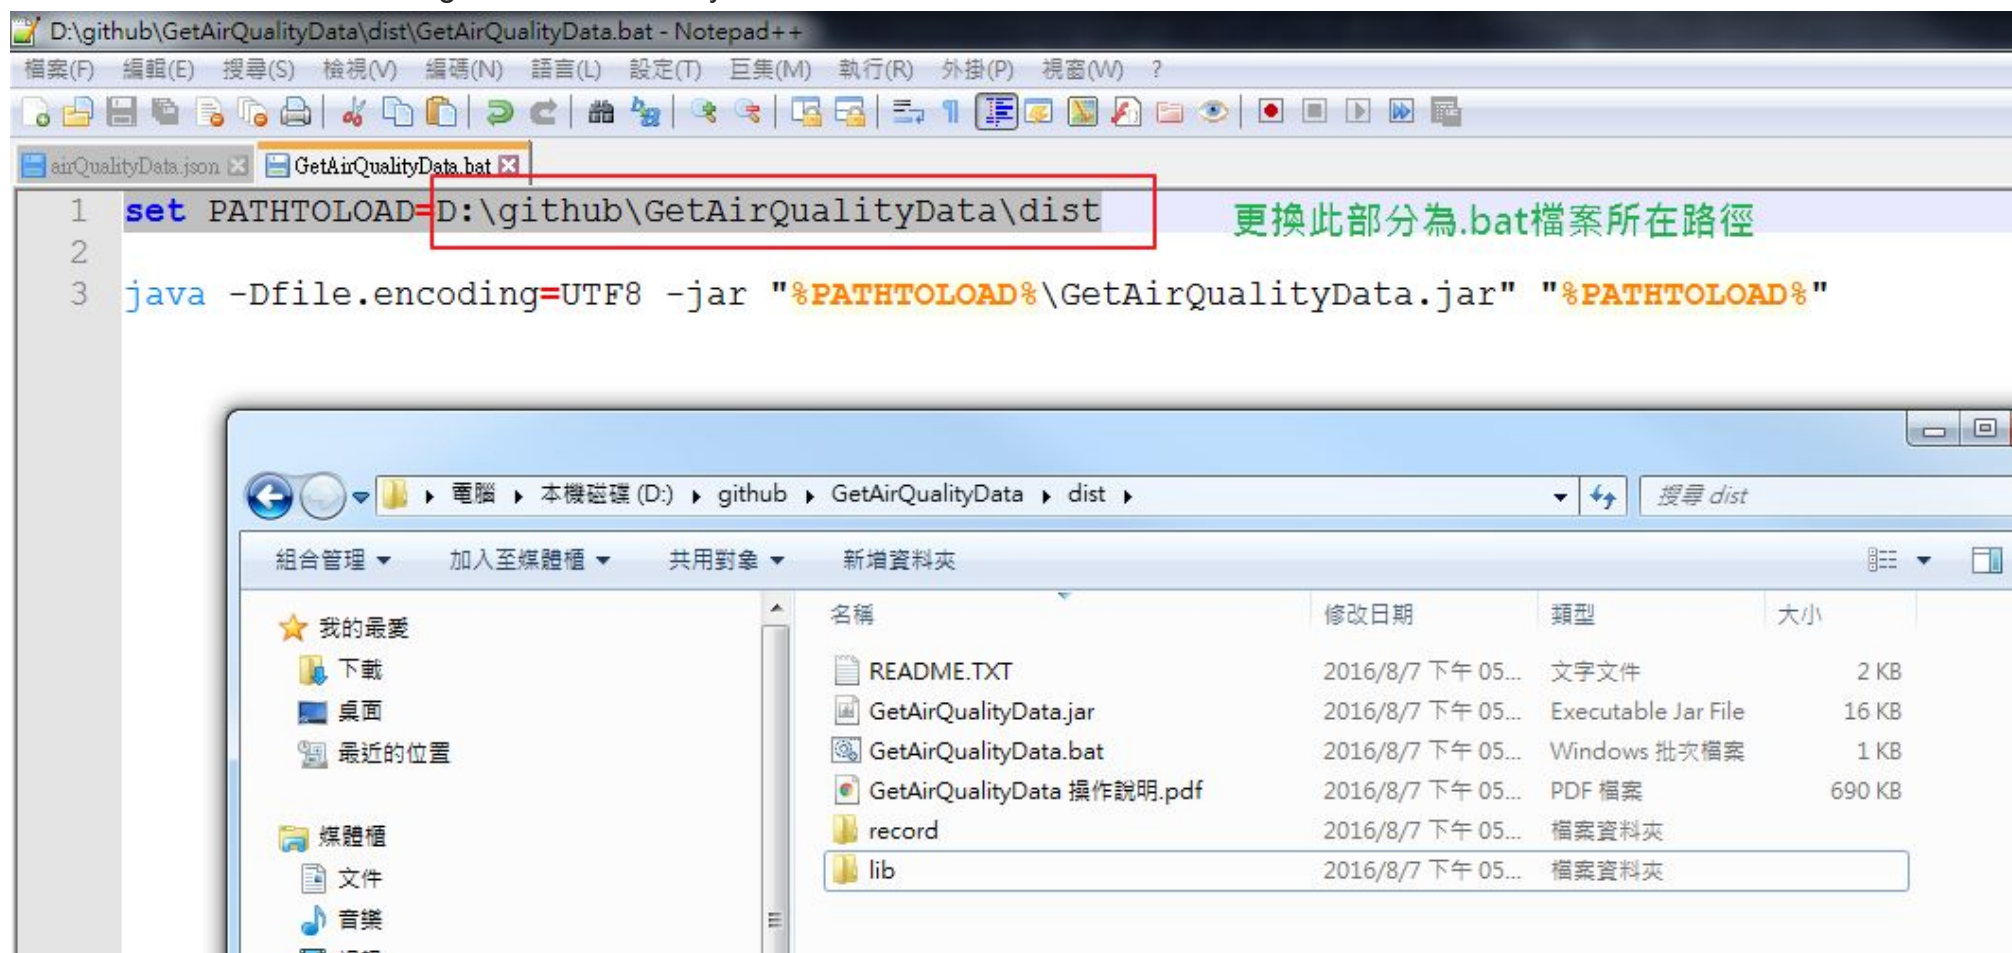 D:\github\GetAirQualityData\dist\GetAirQualityData.bat - Notepad++
檔案(F) 編輯(E) 搜尋(S) 檢視(V) 編碼(N) 語言(L) 設定(T) 巨集(M) 執行(R) 外掛(P) 視窗(W) ?
airQualityData.json GetAirQualityData.bat
1 set PATHTOLOAD=D:\github\GetAirQualityData\dist 更換此部分為.bat檔案所在路徑
2
3 java -Dfile.encoding=UTF8 -jar "%PATHTOLOAD%\GetAirQualityData.jar" "%PATHTOLOAD%"
電腦 本機磁碟 (D:) github GetAirQualityData dist 搜尋 dist
組合管理 加入至媒體櫃 共用對象 新增資料夾
名稱 修改日期 類型 大小
我的最愛
下載
桌面
最近的位置
媒體櫃
文件
音樂
README.TXT 2016/8/7 下午 05... 文字文件 2 KB
GetAirQualityData.jar 2016/8/7 下午 05... Executable Jar File 16 KB
GetAirQualityData.bat 2016/8/7 下午 05... Windows 批次檔案 1 KB
GetAirQualityData 操作說明.pdf 2016/8/7 下午 05... PDF 檔案 690 KB
record 2016/8/7 下午 05... 檔案資料夾
lib 2016/8/7 下午 05... 檔案資料夾